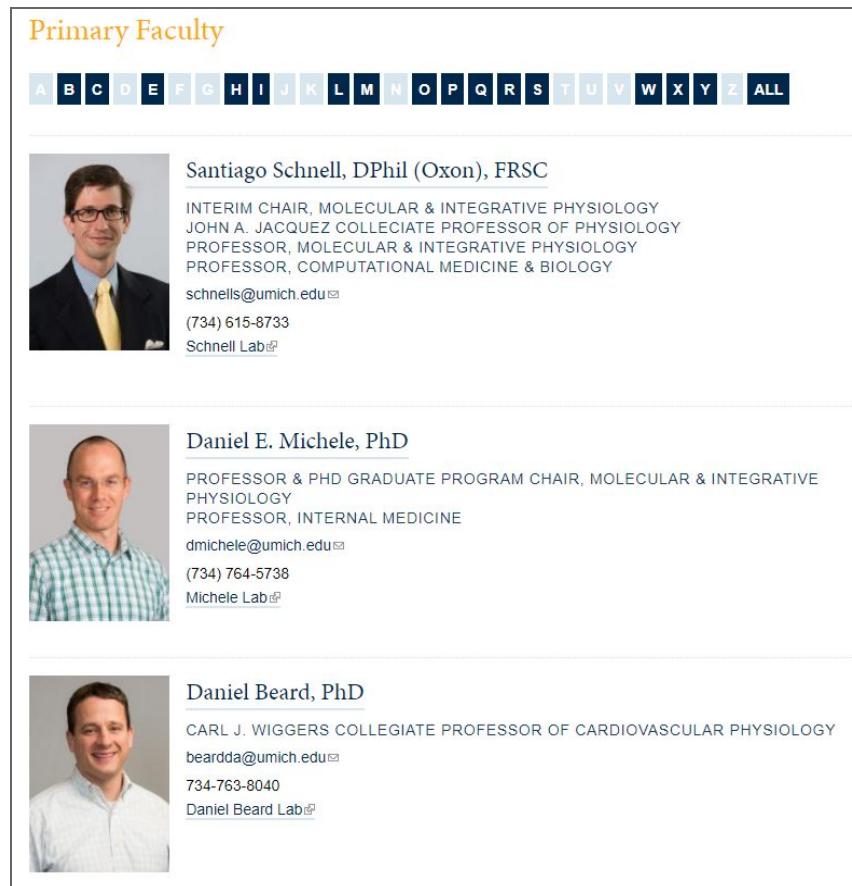 Primary Faculty
A B C D E F G H I J K L M N O P Q R S T U V W X Y Z ALL
Santiago Schnell, DPhil (Oxon), FRSC
INTERIM CHAIR, MOLECULAR & INTEGRATIVE PHYSIOLOGY
JOHN A. JACQUEZ COLLECIATE PROFESSOR OF PHYSIOLOGY
PROFESSOR, MOLECULAR & INTEGRATIVE PHYSIOLOGY
PROFESSOR, COMPUTATIONAL MEDICINE & BIOLOGY
schnells@umich.edu
(734) 615-8733
Schnell Lab
Daniel E. Michele, PhD
PROFESSOR & PHD GRADUATE PROGRAM CHAIR, MOLECULAR & INTEGRATIVE
PHYSIOLOGY
PROFESSOR, INTERNAL MEDICINE
dmichele@umich.edu
(734) 764-5738
Michele Lab
Daniel Beard, PhD
CARL J. WIGGERS COLLEGIATE PROFESSOR OF CARDIOVASCULAR PHYSIOLOGY
beardda@umich.edu
734-763-8040
Daniel Beard Lab